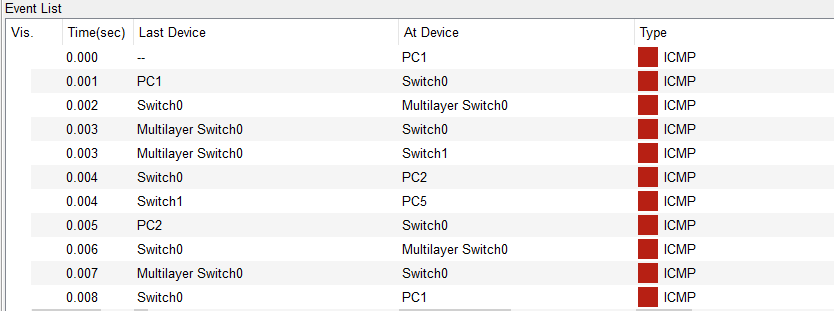 Event List
Vis. Time(sec) Last Device At Device Type
0.000 -- PC1 ICMP
0.001 PC1 Switch0 ICMP
0.002 Switch0 Multilayer Switch0 ICMP
0.003 Multilayer Switch0 Switch0 ICMP
0.003 Multilayer Switch0 Switch1 ICMP
0.004 Switch0 PC2 ICMP
0.004 Switch1 PC5 ICMP
0.005 PC2 Switch0 ICMP
0.006 Switch0 Multilayer Switch0 ICMP
0.007 Multilayer Switch0 Switch0 ICMP
0.008 Switch0 PC1 ICMP